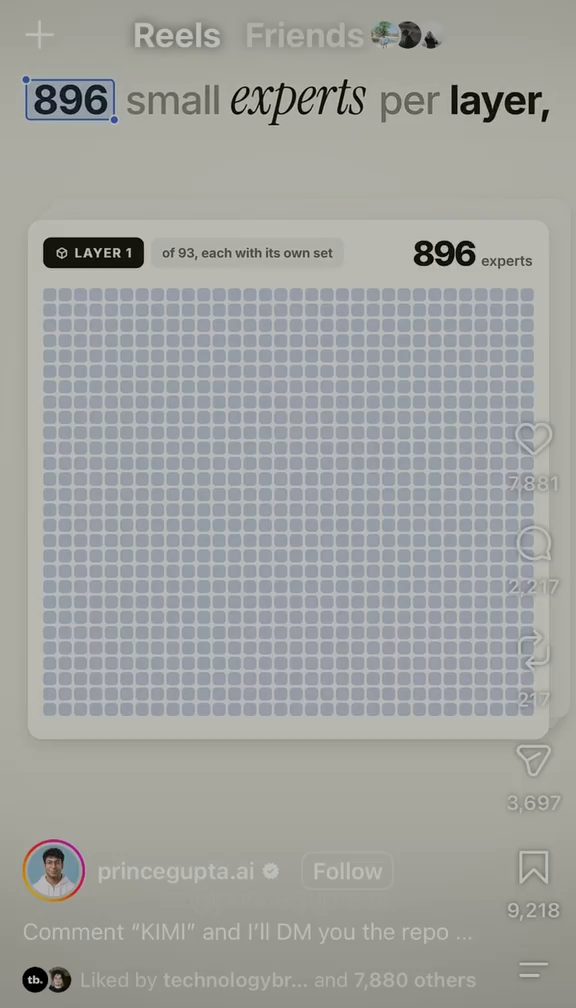 Reels Friends
896 small experts per layer,
LAYER 1 of 93, each with its own set 896 experts
7,881
2,217
217
3,697
princegupta.ai Follow
9,218
Comment “KIMI” and I’ll DM you the repo ...
tb. Liked by technologybr... and 7,880 others